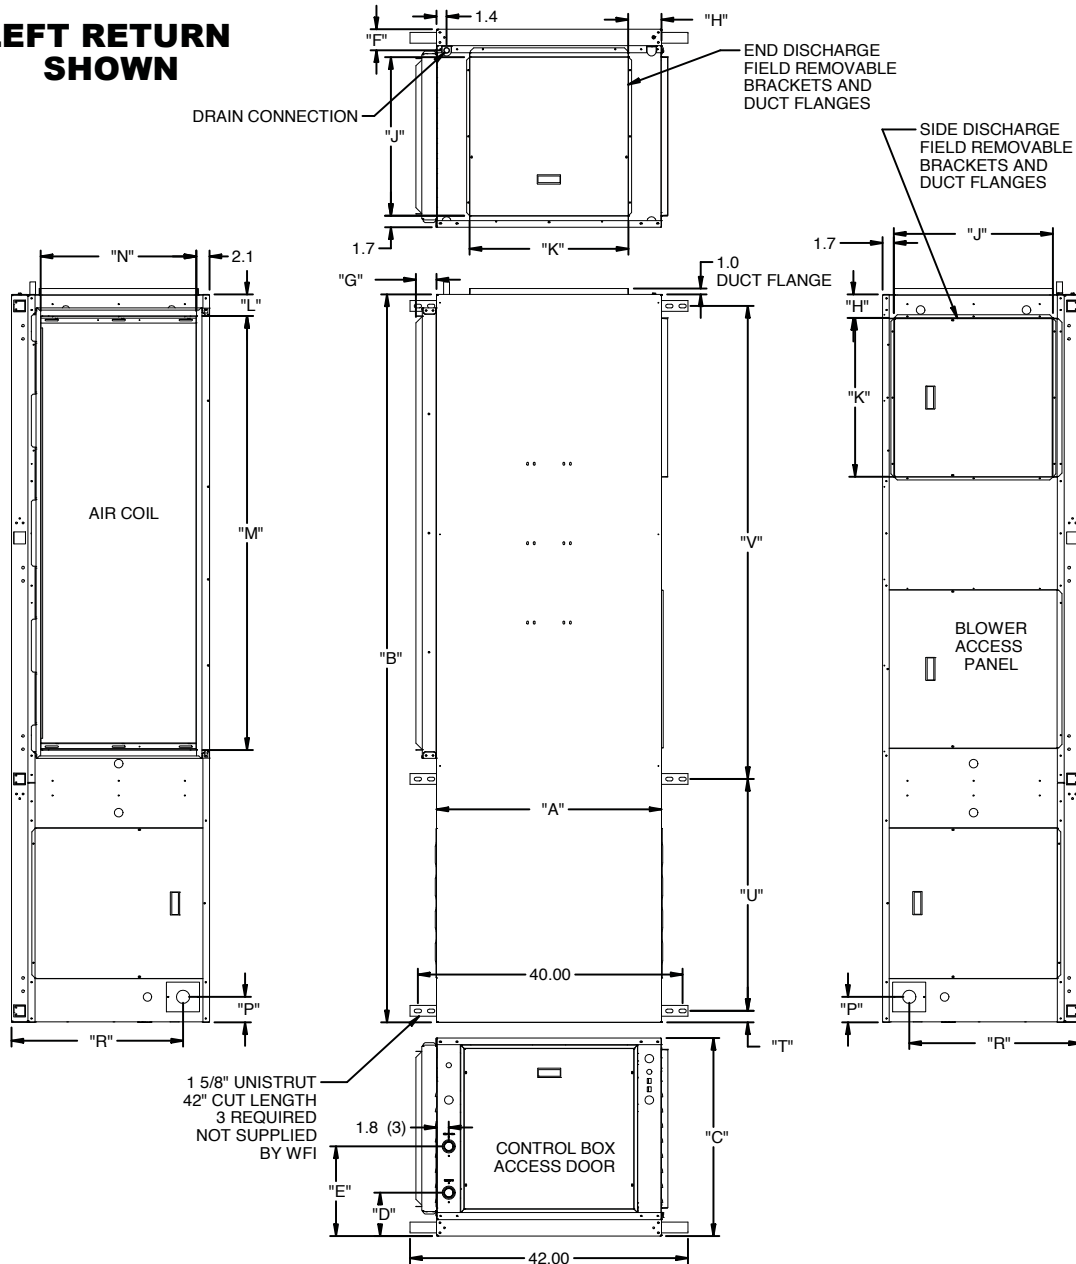 LEFT RETURN
SHOWN
1.4
"H"
"F"
END DISCHARGE
FIELD REMOVABLE
BRACKETS AND
DUCT FLANGES
DRAIN CONNECTION
"J"
SIDE DISCHARGE
FIELD REMOVABLE
BRACKETS AND
DUCT FLANGES
1.7
"K"
"N"
2.1
"G"
1.0
DUCT FLANGE
1.7
"J"
"L"
"H"
"K"
AIR COIL
"M"
"V"
"B"
BLOWER
ACCESS
PANEL
"A"
"U"
40.00
"P"
"P"
"R"
"T"
"R"
1 5/8" UNISTRUT
42" CUT LENGTH
3 REQUIRED
NOT SUPPLIED
BY WFI
1.8 (3)
CONTROL BOX
ACCESS DOOR
"C"
"E"
"D"
42.00